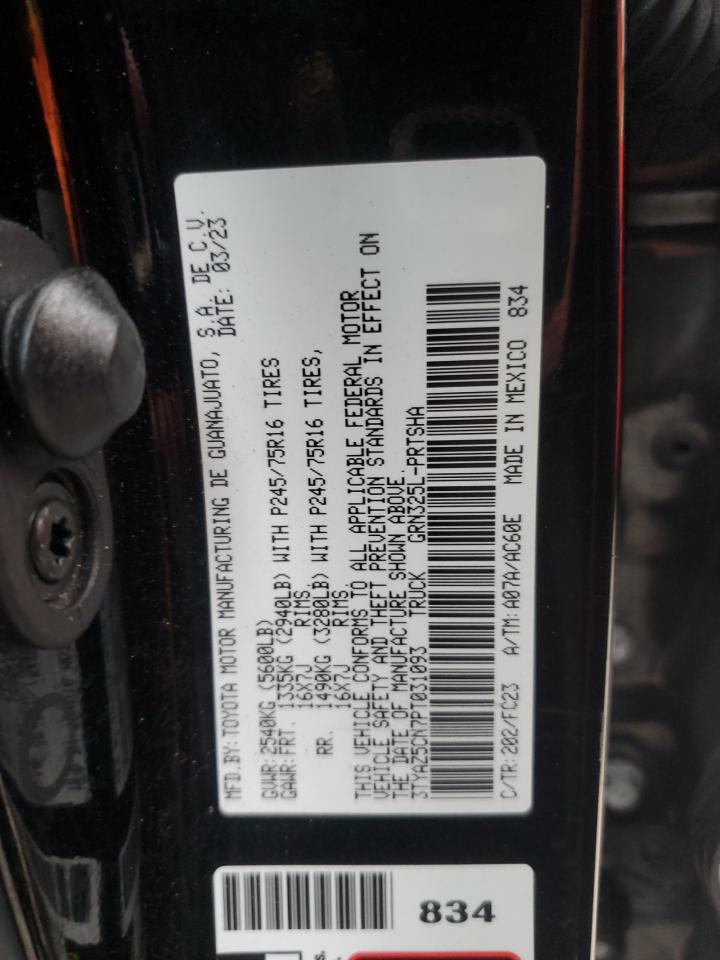 MFD.BY: TOYOTA MOTOR MANUFACTURING DE GUANAJUATO, S.A. DE C.V.
DATE: 03/23
GVWR: 2540KG (5600LB)
GAWR: FRT. 1335KG (2940LB) WITH P245/75R16 TIRES
16X7J RIMS
RR. 1490KG (3280LB) WITH P245/75R16 TIRES,
16X7J RIMS.
THIS VEHICLE CONFORMS TO ALL APPLICABLE FEDERAL MOTOR
VEHICLE SAFETY AND THEFT PREVENTION STANDARDS IN EFFECT ON
THE DATE OF MANUFACTURE SHOWN ABOVE.
3TYAZ5CN7PT031093 TRUCK GRN325L-PRTSHA
C/TR: 202/FC23 A/TM: A07A/AC60E MADE IN MEXICO 834
834